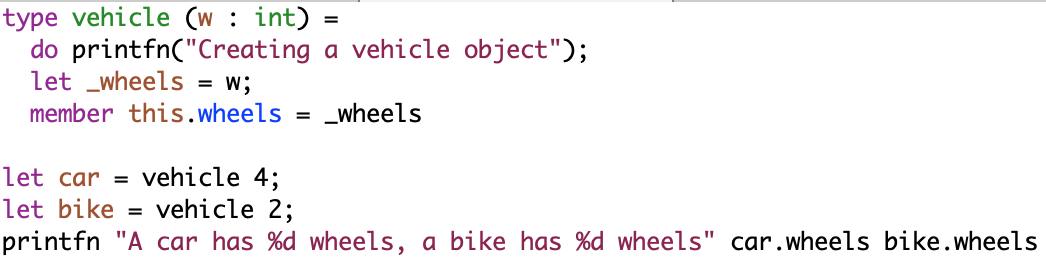 type vehicle (w : int) =
  do printfn("Creating a vehicle object");
  let _wheels = w;
  member this.wheels = _wheels

let car = vehicle 4;
let bike = vehicle 2;
printfn "A car has %d wheels, a bike has %d wheels" car.wheels bike.wheels